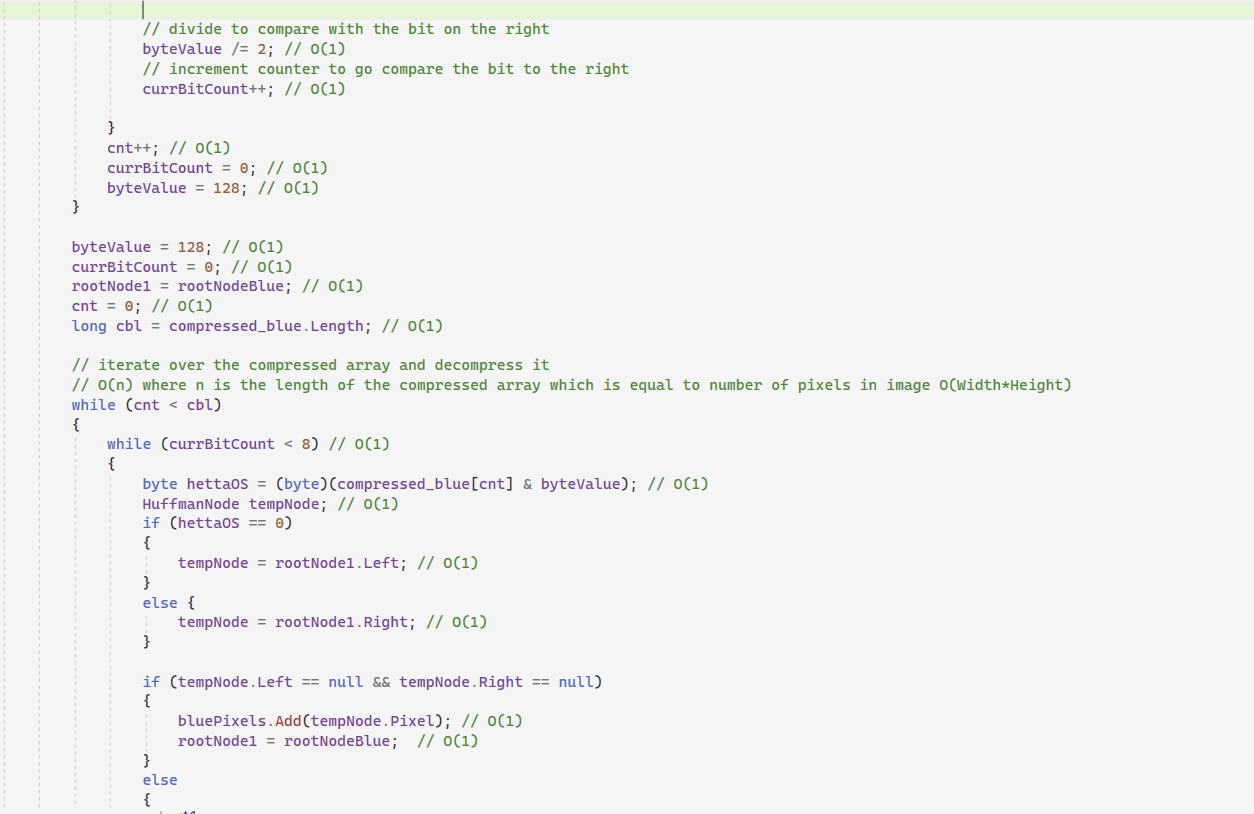 // divide to compare with the bit on the right
byteValue /= 2; // O(1)
// increment counter to go compare the bit to the right
currBitCount++; // O(1)
}
cnt++; // O(1)
currBitCount = 0; // O(1)
byteValue = 128; // O(1)
}
byteValue = 128; // O(1)
currBitCount = 0; // O(1)
rootNode1 = rootNodeBlue; // O(1)
cnt = 0; // O(1)
long cbl = compressed_blue.Length; // O(1)
// iterate over the compressed array and decompress it
// O(n) where n is the length of the compressed array which is equal to number of pixels in image O(Width*Height)
while (cnt < cbl)
{
while (currBitCount < 8) // O(1)
{
byte hettaOS = (byte)(compressed_blue[cnt] & byteValue); // O(1)
HuffmanNode tempNode; // O(1)
if (hettaOS == 0)
{
tempNode = rootNode1.Left; // O(1)
}
else {
tempNode = rootNode1.Right; // O(1)
}
if (tempNode.Left == null && tempNode.Right == null)
{
bluePixels.Add(tempNode.Pixel); // O(1)
rootNode1 = rootNodeBlue;  // O(1)
}
else
{